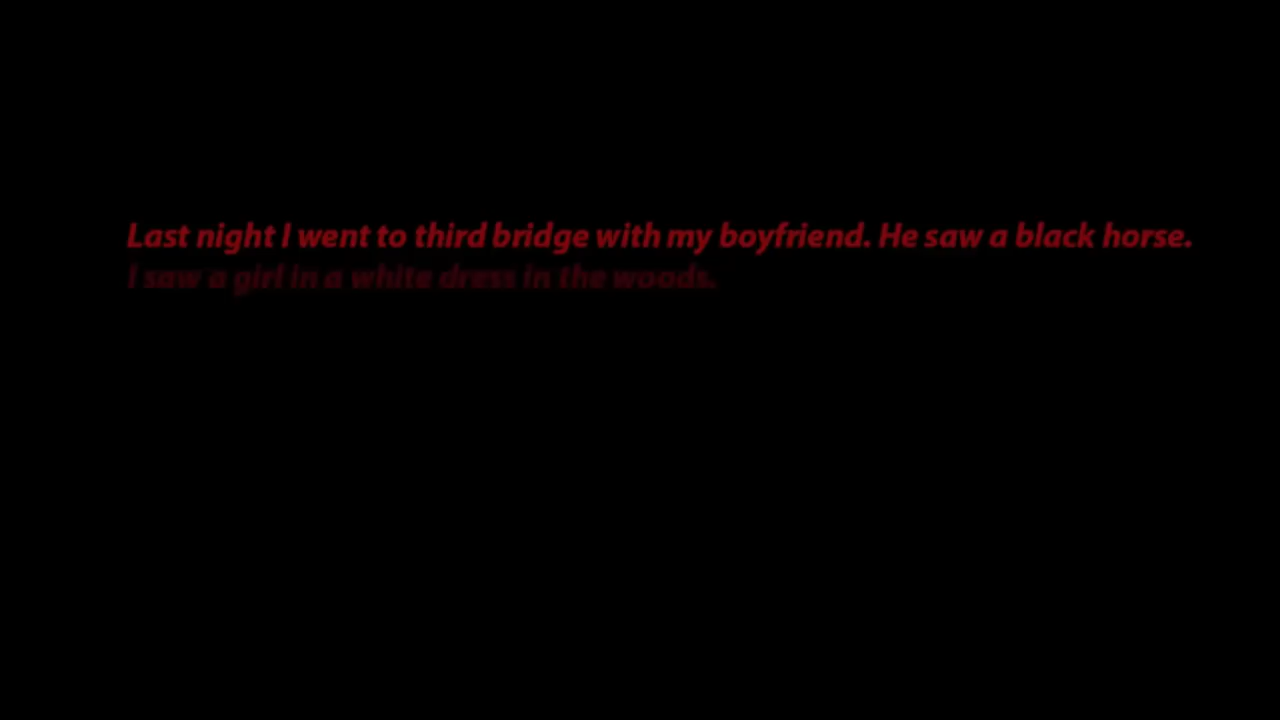 Last night I went to third bridge with my boyfriend. He saw a black horse.
I saw a girl in a white dress in the woods.